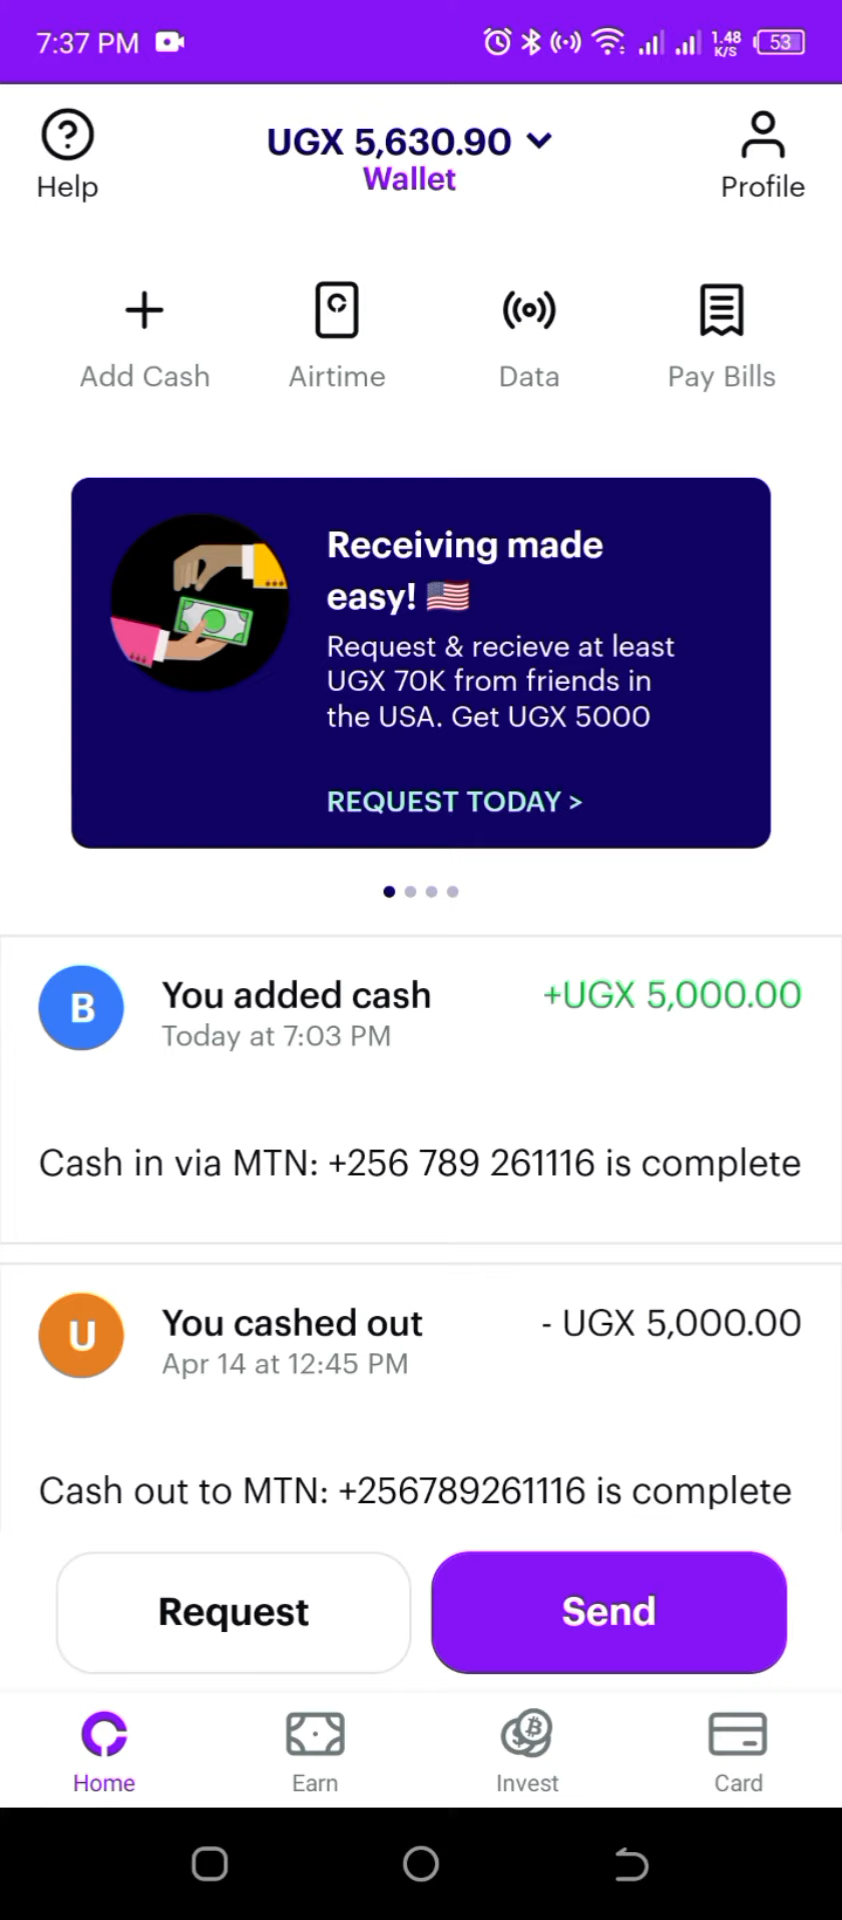 7:37 PM
1.48
K/S
53
UGX 5,630.90
Wallet
Help
Profile
Add Cash
Airtime
Data
Pay Bills
Receiving made
easy! 🇺🇸
Request & recieve at least
UGX 70K from friends in
the USA. Get UGX 5000
REQUEST TODAY >
B
You added cash
+UGX 5,000.00
Today at 7:03 PM
Cash in via MTN: +256 789 261116 is complete
U
You cashed out
- UGX 5,000.00
Apr 14 at 12:45 PM
Cash out to MTN: +256789261116 is complete
Request
Send
Home
Earn
Invest
Card